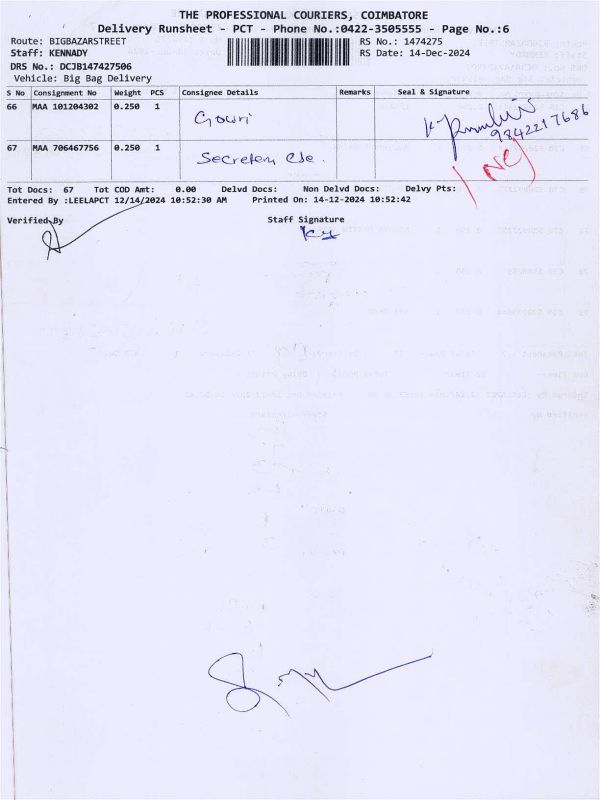 THE PROFESSIONAL COURIERS, COIMBATORE
Delivery Runsheet - PCT - Phone No.:0422-3505555 - Page No.:6
Route: BIGBAZARSTREET RS No.: 1474275
Staff: KENNADY RS Date: 14-Dec-2024
DRS No.: DCJB147427506
Vehicle: Big Bag Delivery
S No Consignment No Weight PCS Consignee Details Remarks Seal & Signature
66 MAA 101204302 0.250 1 Gowri 9842217686
67 MAA 706467756 0.250 1 Secretery
Tot Docs: 67 Tot COD Amt: 0.00 Delvd Docs: Non Delvd Docs: Delvy Pts:
Entered By :LEELAPCT 12/14/2024 10:52:30 AM Printed On: 14-12-2024 10:52:42
Verified By Staff Signature